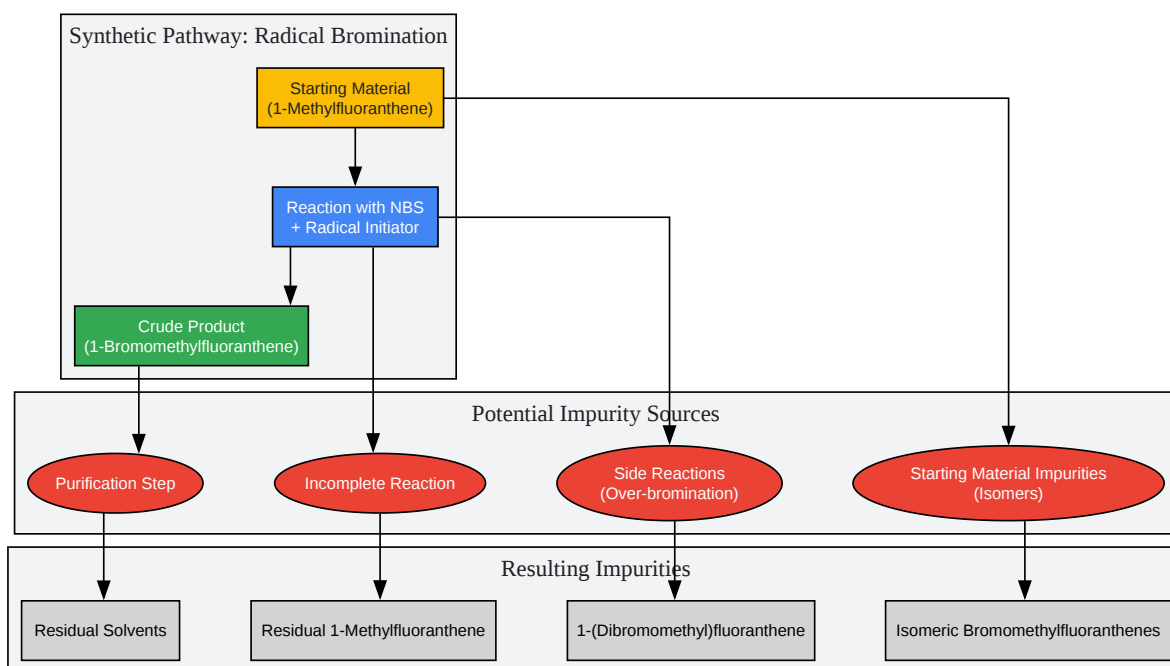 Synthetic Pathway: Radical Bromination
Starting Material
(1-Methylfluoranthene)
Reaction with NBS
+ Radical Initiator
Crude Product
(1-Bromomethylfluoranthene)
Potential Impurity Sources
Purification Step
Incomplete Reaction
Side Reactions
(Over-bromination)
Starting Material Impurities
(Isomers)
Resulting Impurities
Residual Solvents
Residual 1-Methylfluoranthene
1-(Dibromomethyl)fluoranthene
Isomeric Bromomethylfluoranthenes